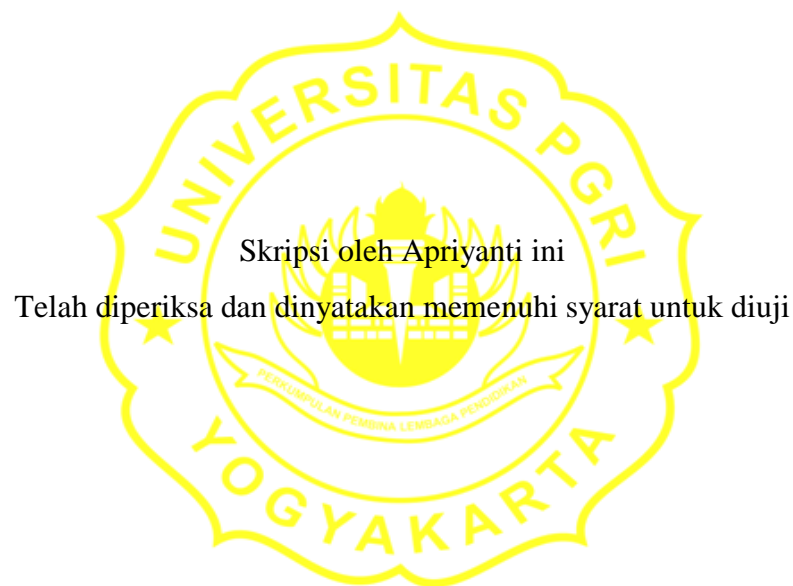 UNIVERSITAS PGRI
Skripsi oleh Apriyanti ini
Telah diperiksa dan dinyatakan memenuhi syarat untuk diuji
PERKUMPULAN PEMBINA LEMBAGA PENDIDIKAN
YOGYAKARTA